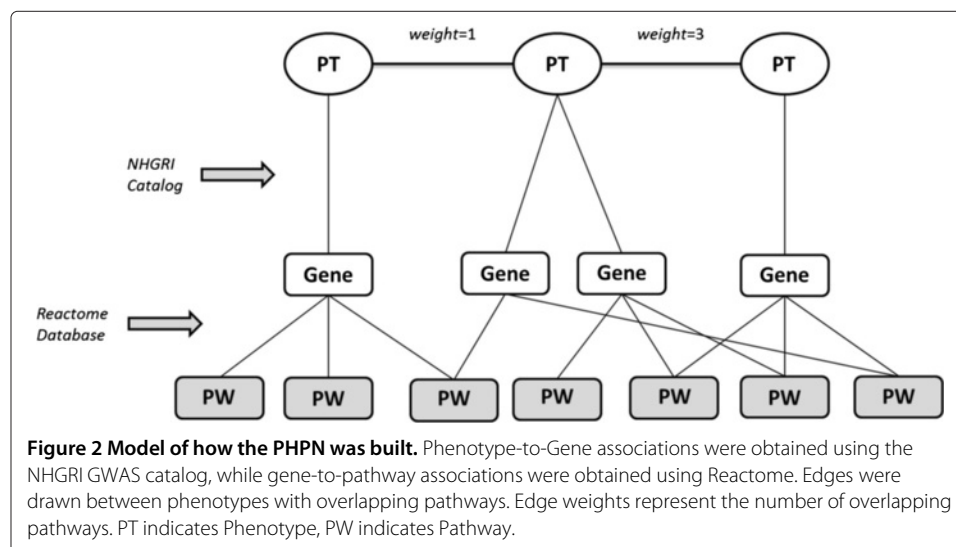 weight=1
weight=3
PT
PT
PT
NHGRI
Catalog
Gene
Gene
Gene
Gene
Reactome
Database
PW
PW
PW
PW
PW
PW
PW
Figure 2 Model of how the PHPN was built. Phenotype-to-Gene associations were obtained using the
NHGRI GWAS catalog, while gene-to-pathway associations were obtained using Reactome. Edges were
drawn between phenotypes with overlapping pathways. Edge weights represent the number of overlapping
pathways. PT indicates Phenotype, PW indicates Pathway.